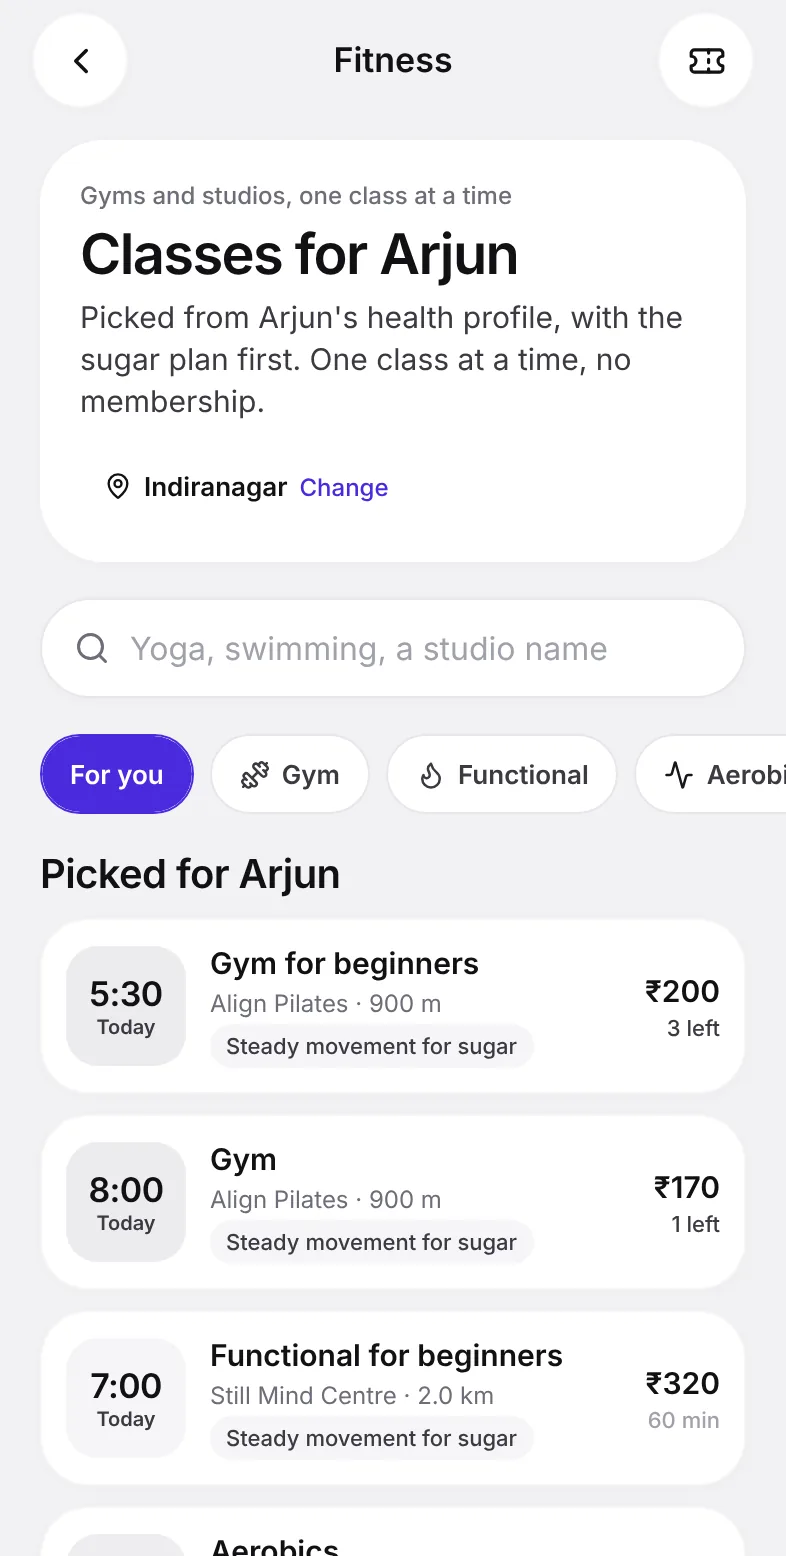 Fitness
Gyms and studios, one class at a time
Classes for Arjun
Picked from Arjun's health profile, with the
sugar plan first. One class at a time, no
membership.
Indiranagar Change
Yoga, swimming, a studio name
For you
Gym
Functional
Aerobi
Picked for Arjun
5:30
Today
Gym for beginners
Align Pilates · 900 m
Steady movement for sugar
₹200
3 left
8:00
Today
Gym
Align Pilates · 900 m
Steady movement for sugar
₹170
1 left
7:00
Today
Functional for beginners
Still Mind Centre · 2.0 km
Steady movement for sugar
₹320
60 min
Aerobics